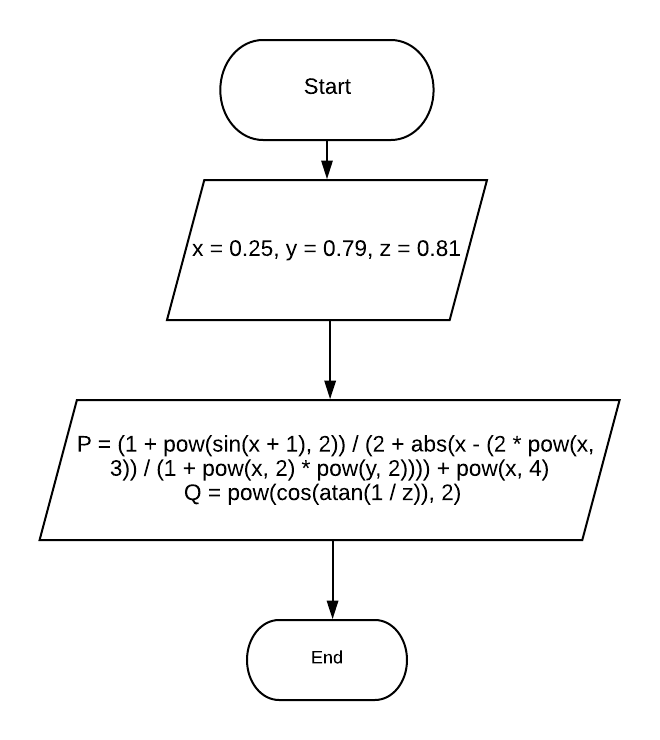 Start
x = 0.25, y = 0.79, z = 0.81
P = (1 + pow(sin(x + 1), 2)) / (2 + abs(x - (2 * pow(x,
3)) / (1 + pow(x, 2) * pow(y, 2)))) + pow(x, 4)
Q = pow(cos(atan(1 / z)), 2)
End